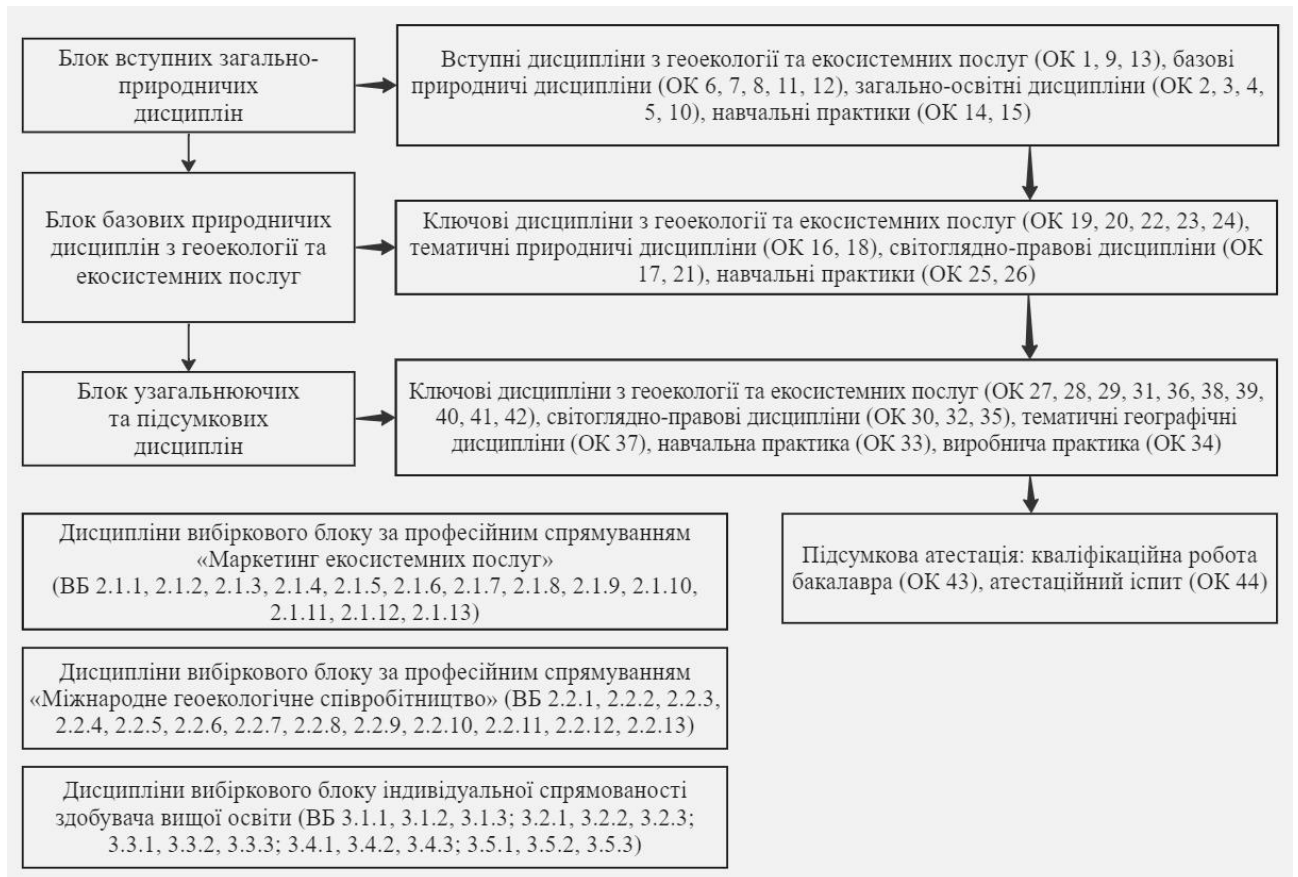 Блок вступних загально-
природничих
дисциплін
Вступні дисципліни з геоекології та екосистемних послуг (ОК 1, 9, 13), базові
природничі дисципліни (ОК 6, 7, 8, 11, 12), загально-освітні дисципліни (ОК 2, 3, 4,
5, 10), навчальні практики (ОК 14, 15)
Блок базових природничих
дисциплін з геоекології та
екосистемних послуг
Ключові дисципліни з геоекології та екосистемних послуг (ОК 19, 20, 22, 23, 24),
тематичні природничі дисципліни (ОК 16, 18), світоглядно-правові дисципліни (ОК
17, 21), навчальні практики (ОК 25, 26)
Блок узагальнюючих
та підсумкових
дисциплін
Ключові дисципліни з геоекології та екосистемних послуг (ОК 27, 28, 29, 31, 36, 38, 39,
40, 41, 42), світоглядно-правові дисципліни (ОК 30, 32, 35), тематичні географічні
дисципліни (ОК 37), навчальна практика (ОК 33), виробнича практика (ОК 34)
Дисципліни вибіркового блоку за професійним спрямуванням
«Маркетинг екосистемних послуг»
(ВБ 2.1.1, 2.1.2, 2.1.3, 2.1.4, 2.1.5, 2.1.6, 2.1.7, 2.1.8, 2.1.9, 2.1.10,
2.1.11, 2.1.12, 2.1.13)
Підсумкова атестація: кваліфікаційна робота
бакалавра (ОК 43), атестаційний іспит (ОК 44)
Дисципліни вибіркового блоку за професійним спрямуванням
«Міжнародне геоекологічне співробітництво» (ВБ 2.2.1, 2.2.2, 2.2.3,
2.2.4, 2.2.5, 2.2.6, 2.2.7, 2.2.8, 2.2.9, 2.2.10, 2.2.11, 2.2.12, 2.2.13)
Дисципліни вибіркового блоку індивідуальної спрямованості
здобувача вищої освіти (ВБ 3.1.1, 3.1.2, 3.1.3; 3.2.1, 3.2.2, 3.2.3;
3.3.1, 3.3.2, 3.3.3; 3.4.1, 3.4.2, 3.4.3; 3.5.1, 3.5.2, 3.5.3)